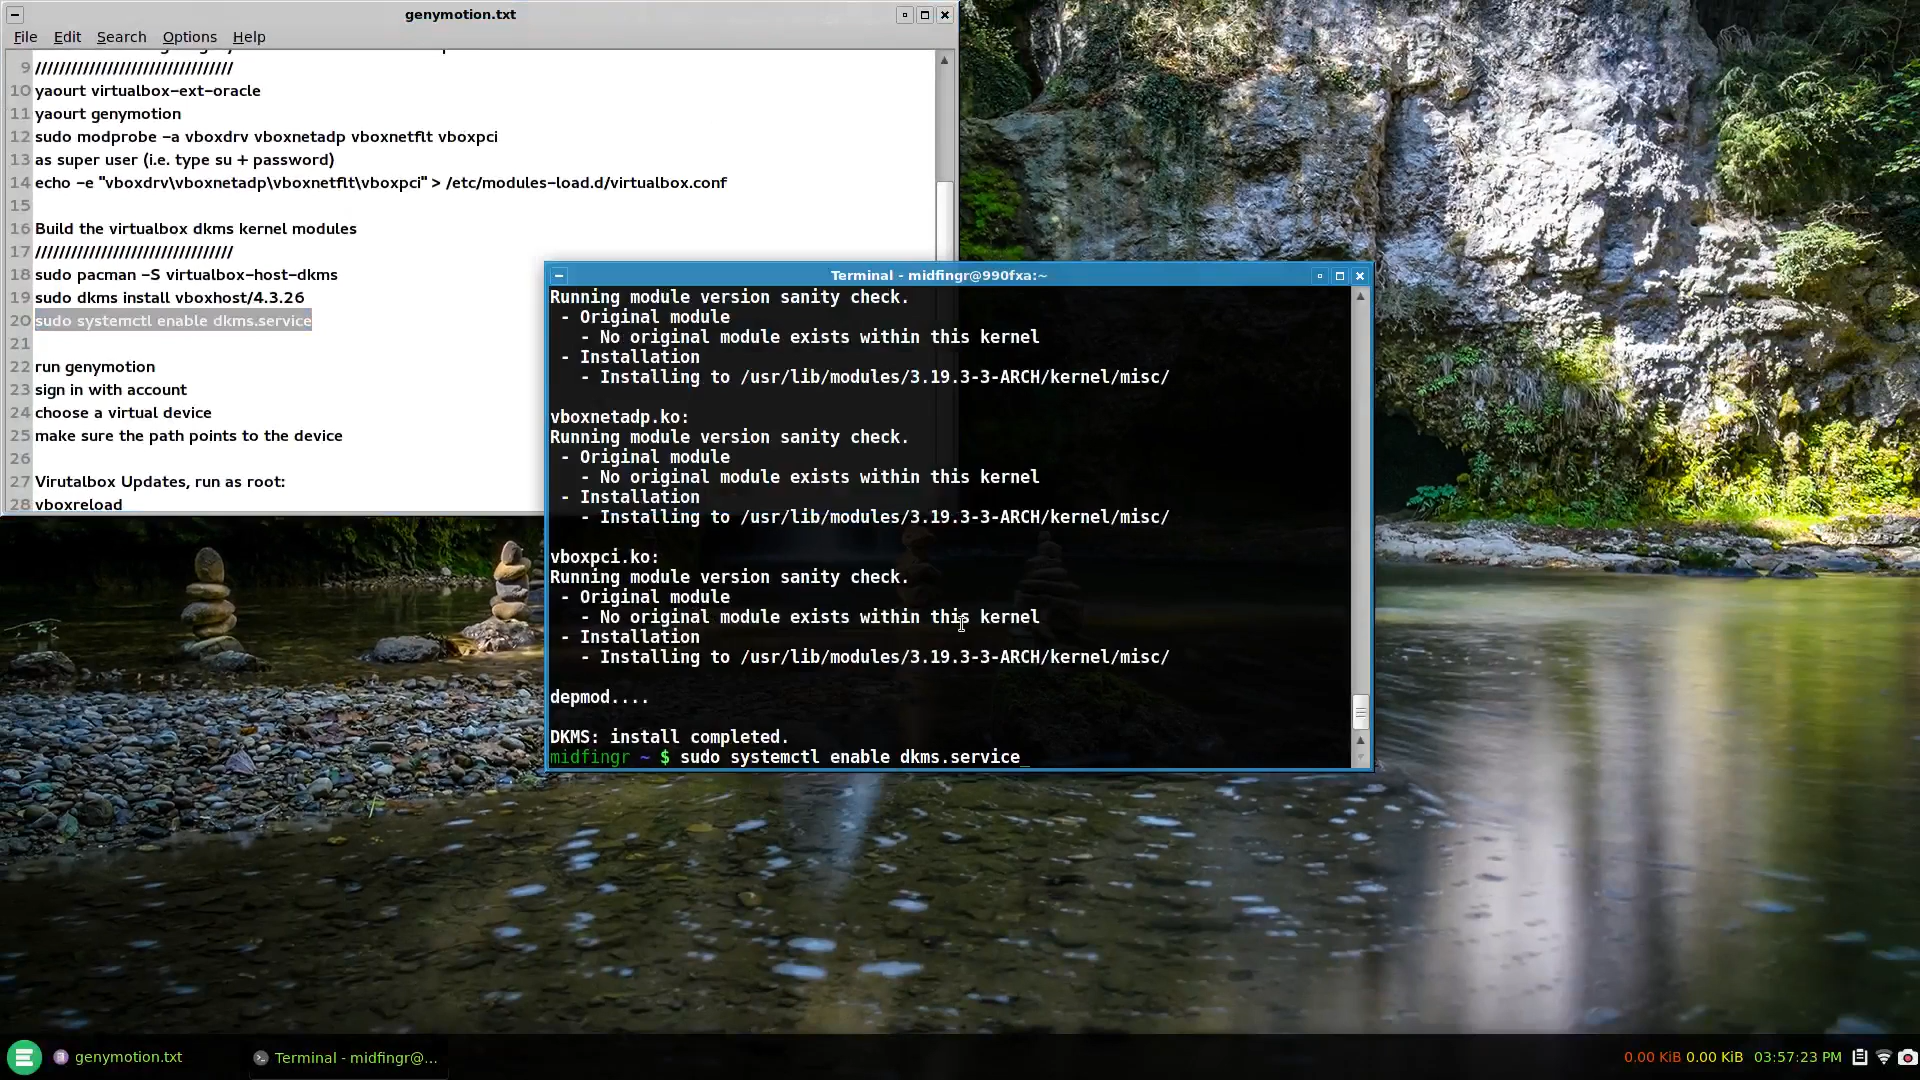 genymotion.txt
File Edit Search Options Help
9 /////////////////////////////////
10 yaourt virtualbox-ext-oracle
11 yaourt genymotion
12 sudo modprobe -a vboxdrv vboxnetadp vboxnetflt vboxpci
13 as super user (i.e. type su + password)
14 echo -e "vboxdrv\vboxnetadp\vboxnetflt\vboxpci" > /etc/modules-load.d/virtualbox.conf
15
16 Build the virtualbox dkms kernel modules
17 /////////////////////////////////
18 sudo pacman -S virtualbox-host-dkms
19 sudo dkms install vboxhost/4.3.26
20 sudo systemctl enable dkms.service
21
22 run genymotion
23 sign in with account
24 choose a virtual device
25 make sure the path points to the device
26
27 Virutalbox Updates, run as root:
28 vboxreload
Terminal - midfingr@990fxa:~
Running module version sanity check.
- Original module
- No original module exists within this kernel
- Installation
- Installing to /usr/lib/modules/3.19.3-3-ARCH/kernel/misc/
vboxnetadp.ko:
Running module version sanity check.
- Original module
- No original module exists within this kernel
- Installation
- Installing to /usr/lib/modules/3.19.3-3-ARCH/kernel/misc/
vboxpci.ko:
Running module version sanity check.
- Original module
- No original module exists within this kernel
- Installation
- Installing to /usr/lib/modules/3.19.3-3-ARCH/kernel/misc/
depmod....
DKMS: install completed.
midfingr ~ $ sudo systemctl enable dkms.service_
genymotion.txt
Terminal - midfingr@...
0.00 KiB 0.00 KiB 03:57:23 PM